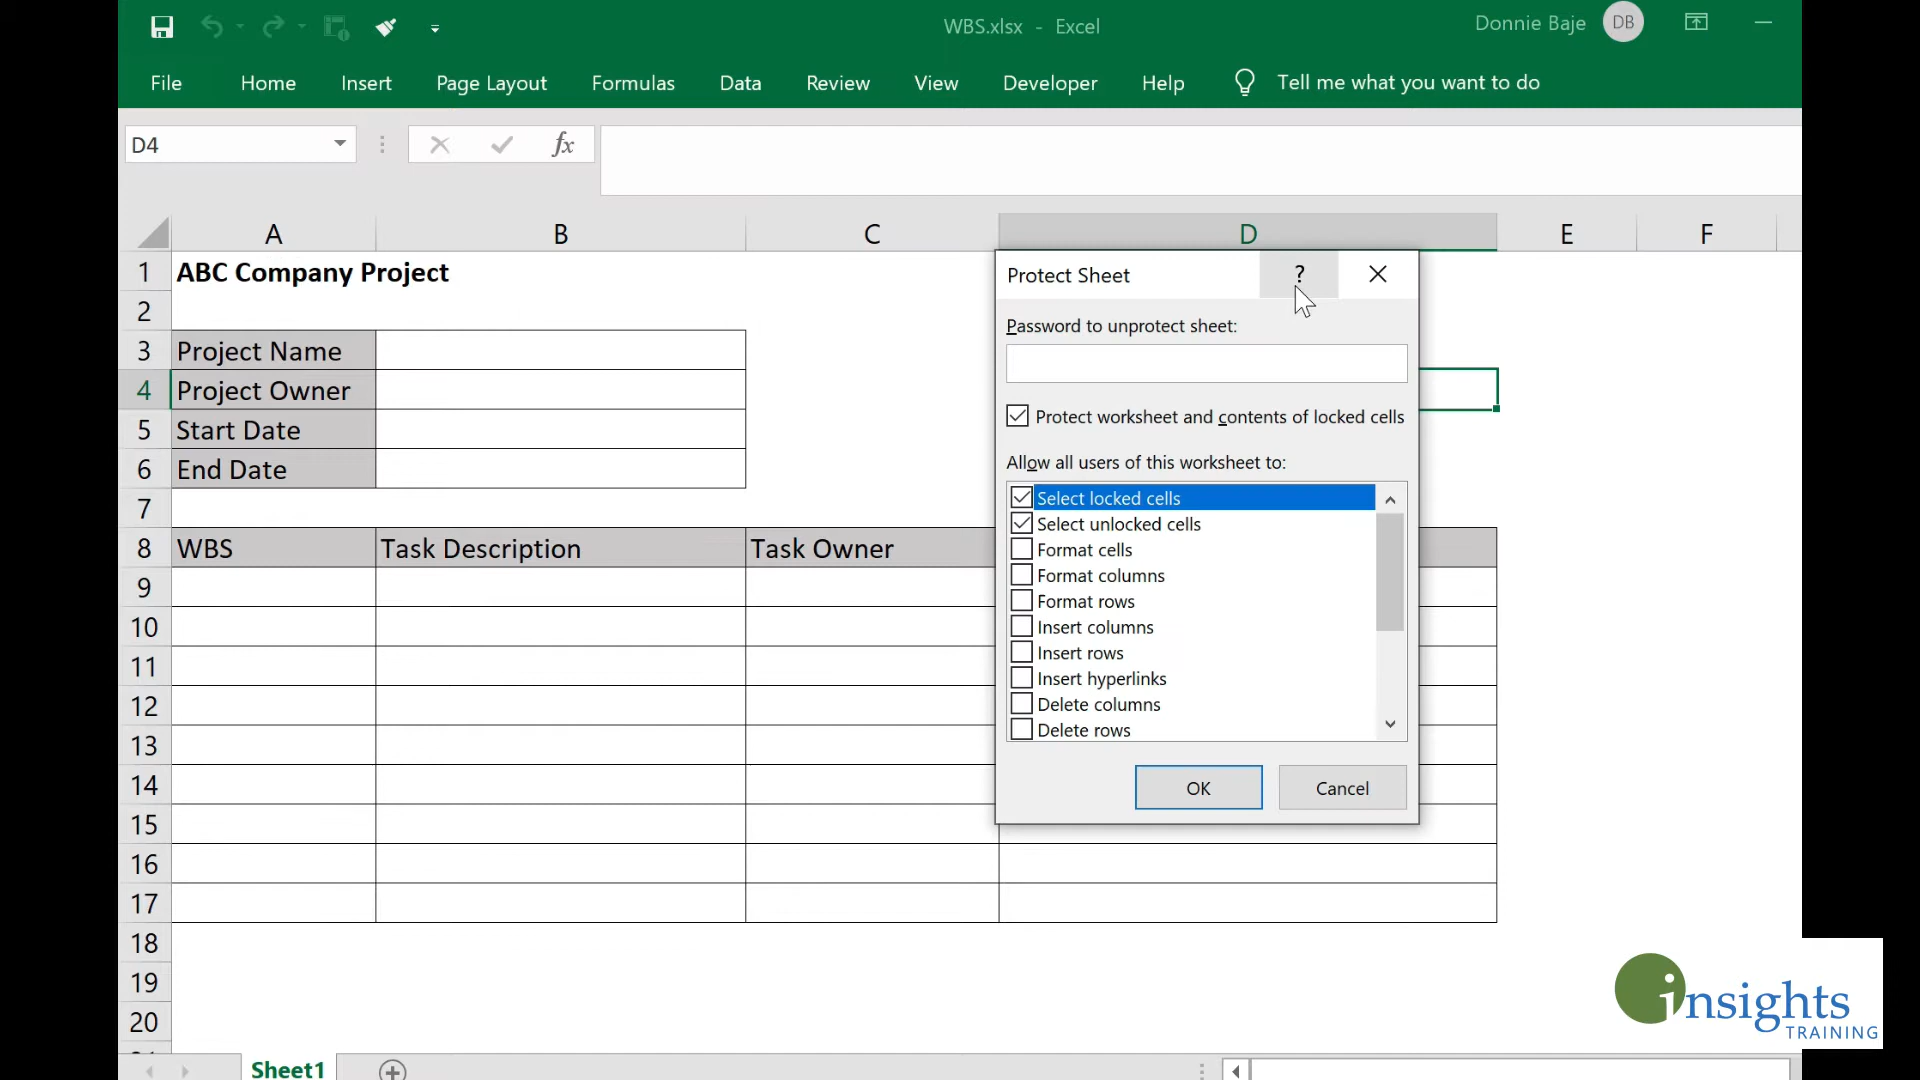 WBS.xlsx - Excel
Donnie Baje DB
File Home Insert Page Layout Formulas Data Review View Developer Help Tell me what you want to do
D4 fx
A B C D E F
1 ABC Company Project
2
3 Project Name
4 Project Owner
5 Start Date
6 End Date
7
8 WBS Task Description Task Owner
9
10
11
12
13
14
15
16
17
18
19
20
Protect Sheet ?
Password to unprotect sheet:
Protect worksheet and contents of locked cells
Allow all users of this worksheet to:
Select locked cells
Select unlocked cells
Format cells
Format columns
Format rows
Insert columns
Insert rows
Insert hyperlinks
Delete columns
Delete rows
OK Cancel
Sheet1
insights
TRAINING